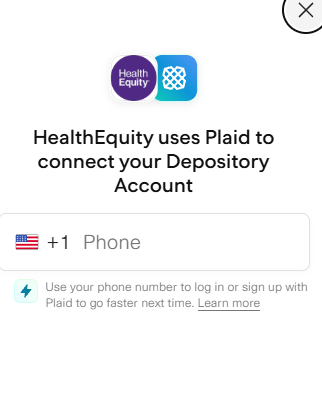 Health
Equity
HealthEquity uses Plaid to
connect your Depository
Account
+1 Phone
Use your phone number to log in or sign up with
Plaid to go faster next time. Learn more